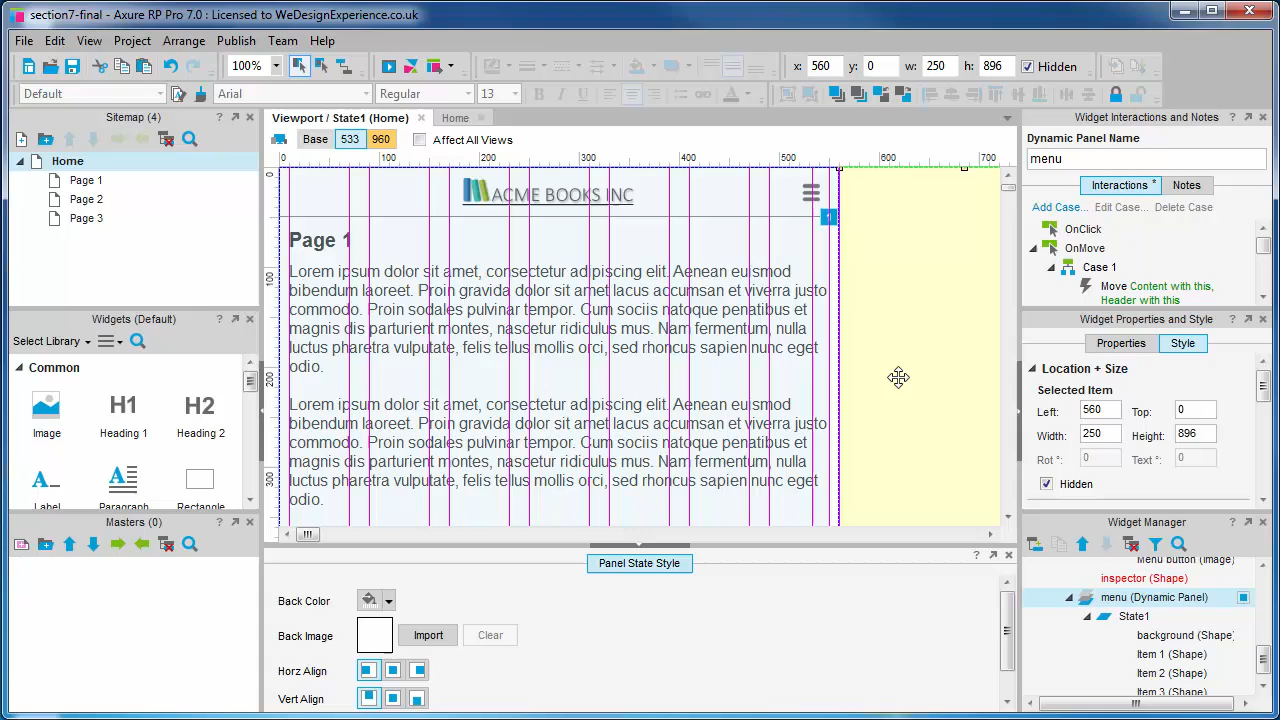 section7-final - Axure RP Pro 7.0 : Licensed to WeDesignExperience.co.uk
File Edit View Project Arrange Publish Team Help
100% x: 560 y: 0 w: 250 h: 896 Hidden
Default Arial Regular 13 B I U A
Sitemap (4) ?
Home
Page 1
Page 2
Page 3
Widgets (Default) ?
Select Library
Common
Image H1 Heading 1 H2 Heading 2
A Label Paragraph Rectangle
Masters (0) ?
Viewport / State1 (Home) Home
Base 533 960 Affect All Views
0 100 200 300 400 500 600 700
0
100
200
300
ACME BOOKS INC
Page 1
Lorem ipsum dolor sit amet, consectetur adipiscing elit. Aenean euismod
bibendum laoreet. Proin gravida dolor sit amet lacus accumsan et viverra justo
commodo. Proin sodales pulvinar tempor. Cum sociis natoque penatibus et
magnis dis parturient montes, nascetur ridiculus mus. Nam fermentum, nulla
luctus pharetra vulputate, felis tellus mollis orci, sed rhoncus sapien nunc eget
odio.
Lorem ipsum dolor sit amet, consectetur adipiscing elit. Aenean euismod
bibendum laoreet. Proin gravida dolor sit amet lacus accumsan et viverra justo
commodo. Proin sodales pulvinar tempor. Cum sociis natoque penatibus et
magnis dis parturient montes, nascetur ridiculus mus. Nam fermentum, nulla
luctus pharetra vulputate, felis tellus mollis orci, sed rhoncus sapien nunc eget
odio.
Panel State Style
Back Color
Back Image Import Clear
Horz Align
Vert Align
Widget Interactions and Notes ?
Dynamic Panel Name
menu
Interactions * Notes
Add Case... Edit Case... Delete Case
OnClick
OnMove
Case 1
Move Content with this,
Header with this
Widget Properties and Style ?
Properties Style
Location + Size
Selected Item
Left: 560 Top: 0
Width: 250 Height: 896
Rot °: 0 Text °: 0
Hidden
Widget Manager ?
Menu button (Image)
inspector (Shape)
menu (Dynamic Panel)
State1
background (Shape)
Item 1 (Shape)
Item 2 (Shape)
Item 3 (Shape)